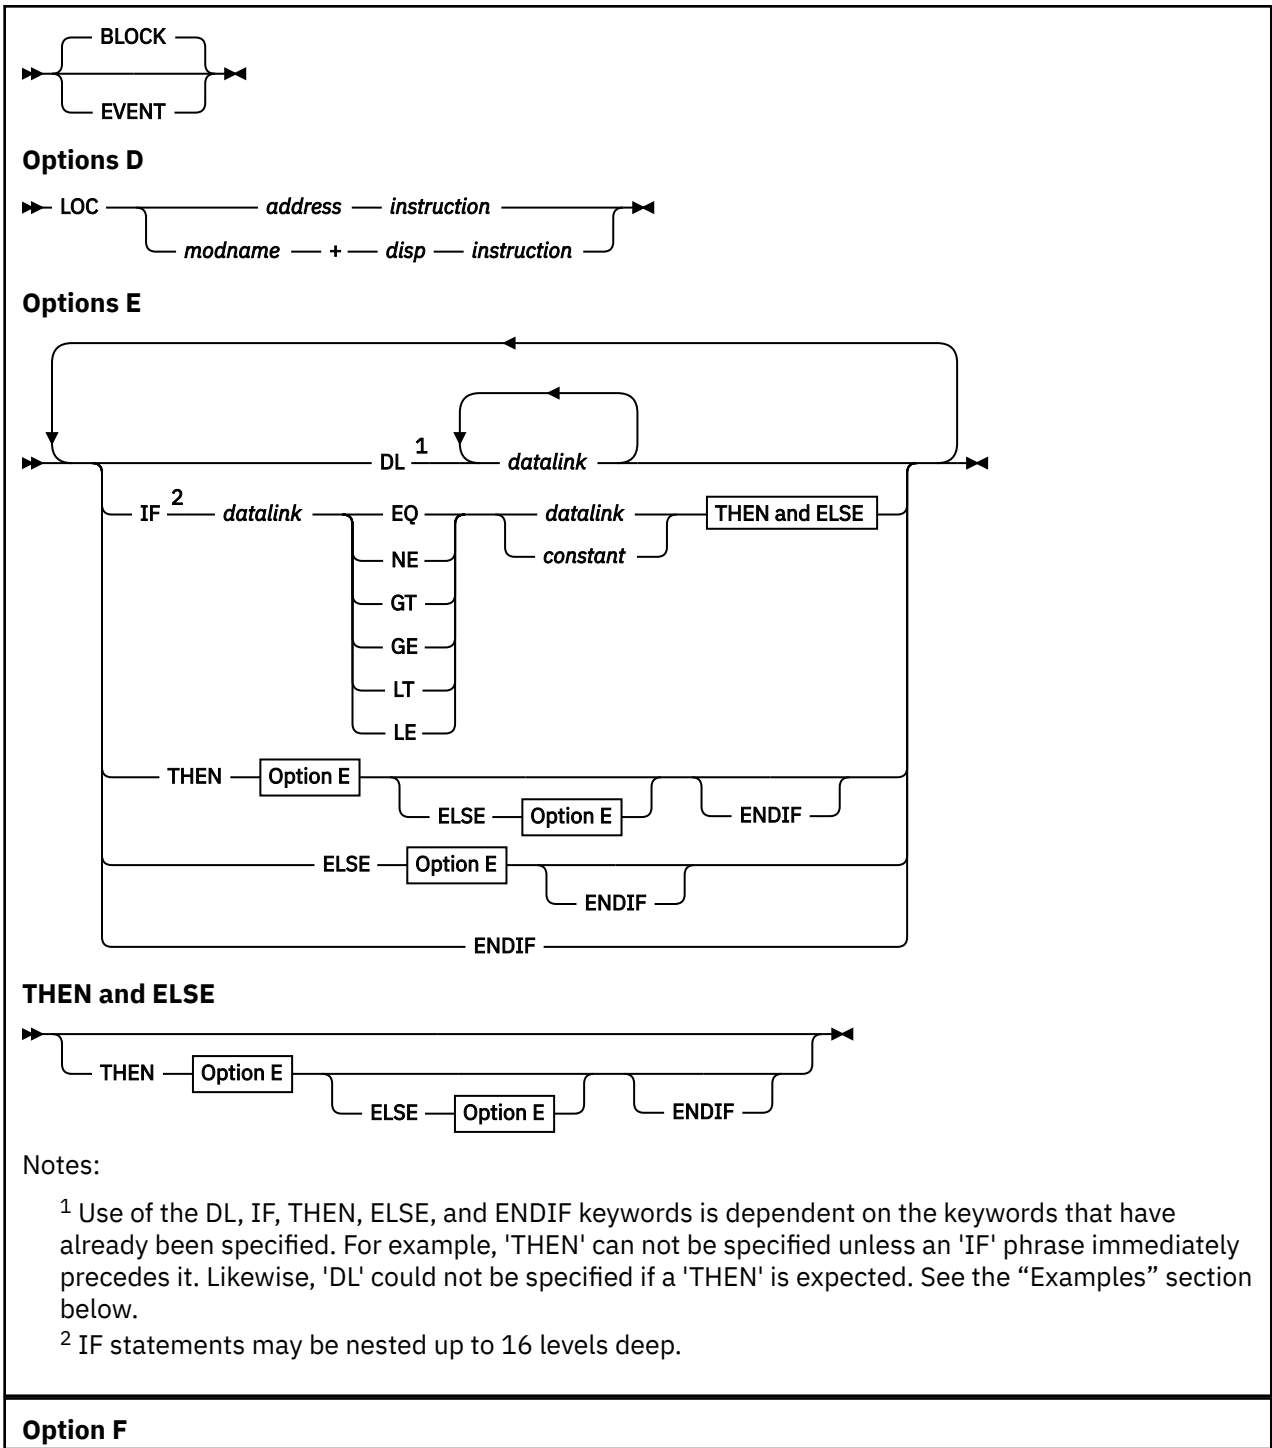 BLOCK
EVENT
Options D
LOC address instruction
modname + disp instruction
Options E
DL 1 datalink
IF 2 datalink EQ datalink THEN and ELSE
NE constant
GT
GE
LT
LE
THEN Option E
ELSE Option E ENDIF
ELSE Option E
ENDIF
ENDIF
THEN and ELSE
THEN Option E
ELSE Option E ENDIF
Notes:
1 Use of the DL, IF, THEN, ELSE, and ENDIF keywords is dependent on the keywords that have
already been specified. For example, 'THEN' can not be specified unless an 'IF' phrase immediately
precedes it. Likewise, 'DL' could not be specified if a 'THEN' is expected. See the “Examples” section
below.
2 IF statements may be nested up to 16 levels deep.
Option F